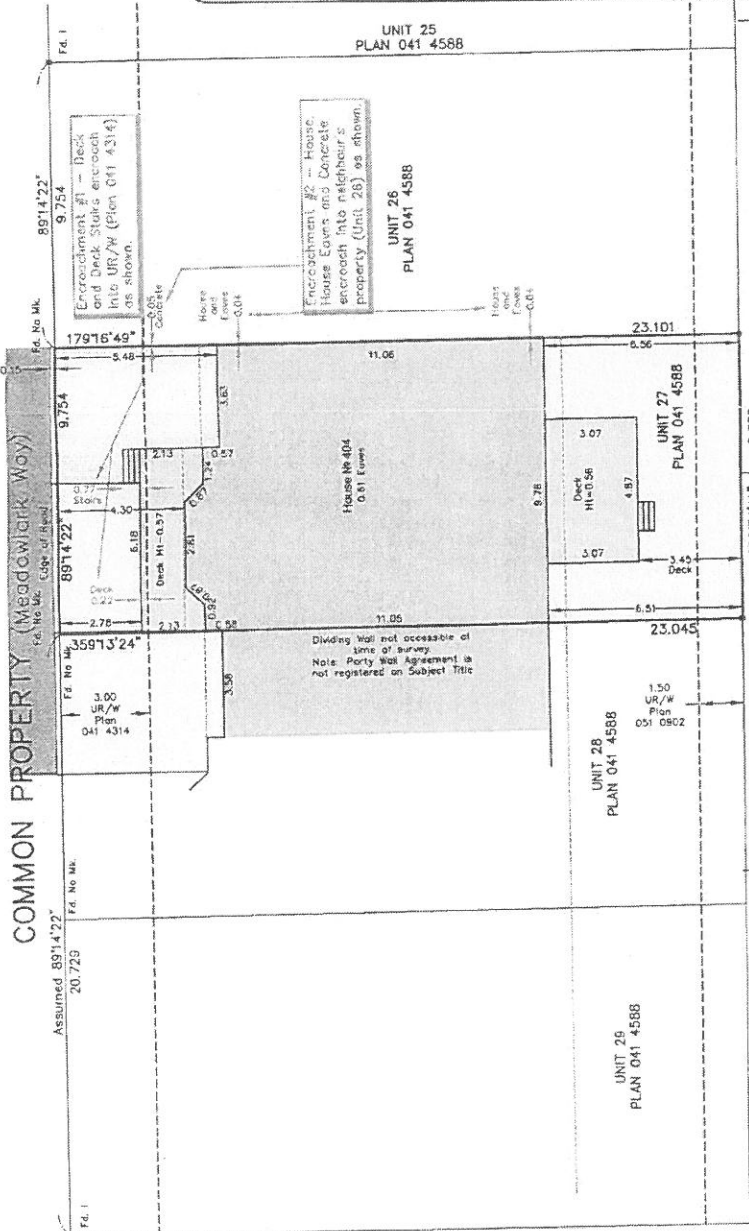 UNIT 25
PLAN 041 4588
Fd. I
89°14'22"
9.754
Encroachment #1 – Deck
and Deck Stairs encroach
into UR/W (Plan 041 4314)
as shown.
Encroachment #2 – House,
House Eaves and Concrete
encroach into neighbour's
property (Unit 26) as shown.
UNIT 26
PLAN 041 4588
Fd. No Mk.
179°16'49"
0.05
Concrete
House
and
Eaves
0.04
House
and
Eaves
0.04
23.101
COMMON PROPERTY (Meadowlark Way)
Fd. No Mk.
Edge of Road
0.15
9.754
5.48
3.63
11.06
6.56
89°14'22"
0.77
Stairs
2.13
0.57
1.24
0.87
4.30
6.18
Deck Ht=0.57
2.61
House № 404
0.61 Eaves
9.78
3.07
Deck
Ht=0.56
4.87
3.07
UNIT 27
PLAN 041 4588
Deck
0.22
2.78
2.13
0.87
0.92
0.58
11.05
6.51
3.45
Deck
23.045
Fd. No Mk.
359°13'24"
3.00
UR/W
Plan
041 4314
3.58
Dividing Wall not accessible at
time of survey.
Note: Party Wall Agreement is
not registered on Subject Title
1.50
UR/W
Plan
051 0902
UNIT 28
PLAN 041 4588
Assumed 89°14'22"
20.729
Fd. No Mk.
UNIT 29
PLAN 041 4588
Fd. I